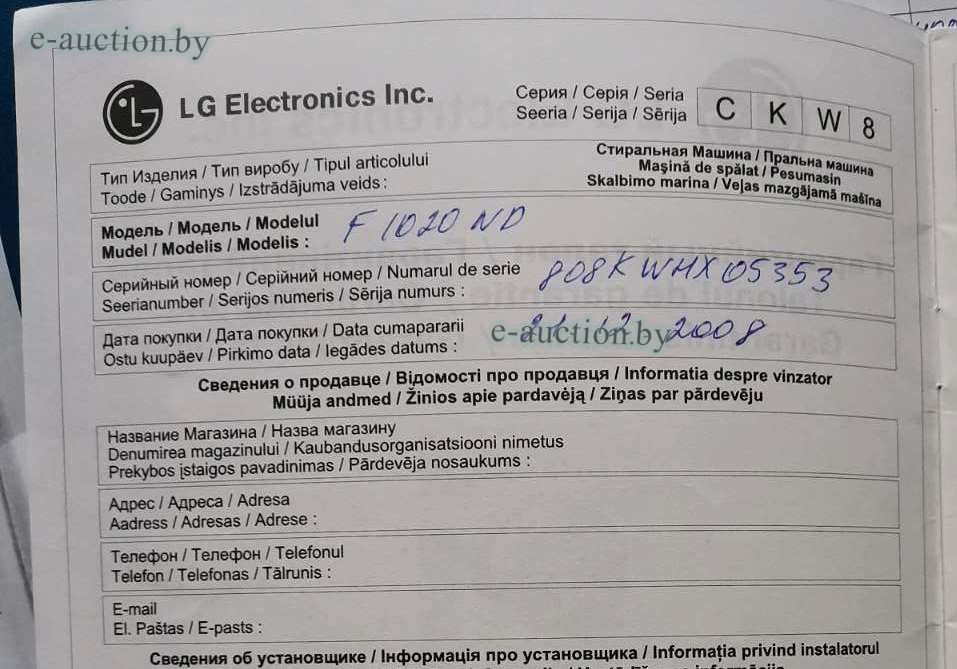 e-auction.by
LG Electronics Inc.
Серия / Серія / Seria
Seeria / Serija / Sērija
C K W 8
Тип Изделия / Тип виробу / Tipul articolului
Toode / Gaminys / Izstrādājuma veids :
Стиральная Машина / Пральна машина
Maşină de spălat / Pesumasin
Skalbimo marina / Veļas mazgājamā mašīna
Модель / Модель / Modelul
Mudel / Modelis / Modelis :
F 1020 ND
Серийный номер / Серійний номер / Numarul de serie
Seerianumber / Serijos numeris / Sērija numurs :
808KWHX05353
Дата покупки / Дата покупки / Data cumapararii
Ostu kuupäev / Pirkimo data / Iegādes datums :
2008
e-auction.by
Сведения о продавце / Відомості про продавця / Informatia despre vinzator
Müüja andmed / Žinios apie pardavėją / Ziņas par pārdevēju
Название Магазина / Назва магазину
Denumirea magazinului / Kaubandusorganisatsiooni nimetus
Prekybos įstaigos pavadinimas / Pārdevēja nosaukums :
Адрес / Адреса / Adresa
Aadress / Adresas / Adrese :
Телефон / Телефон / Telefonul
Telefon / Telefonas / Tālrunis :
E-mail
El. Paštas / E-pasts :
Сведения об установщике / Інформація про установщика / Informaţia privind instalatorul